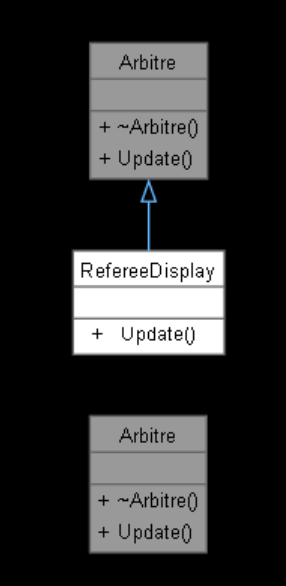 Arbitre
+ ~Arbitre()
+ Update()
RefereeDisplay
+ Update()
Arbitre
+ ~Arbitre()
+ Update()